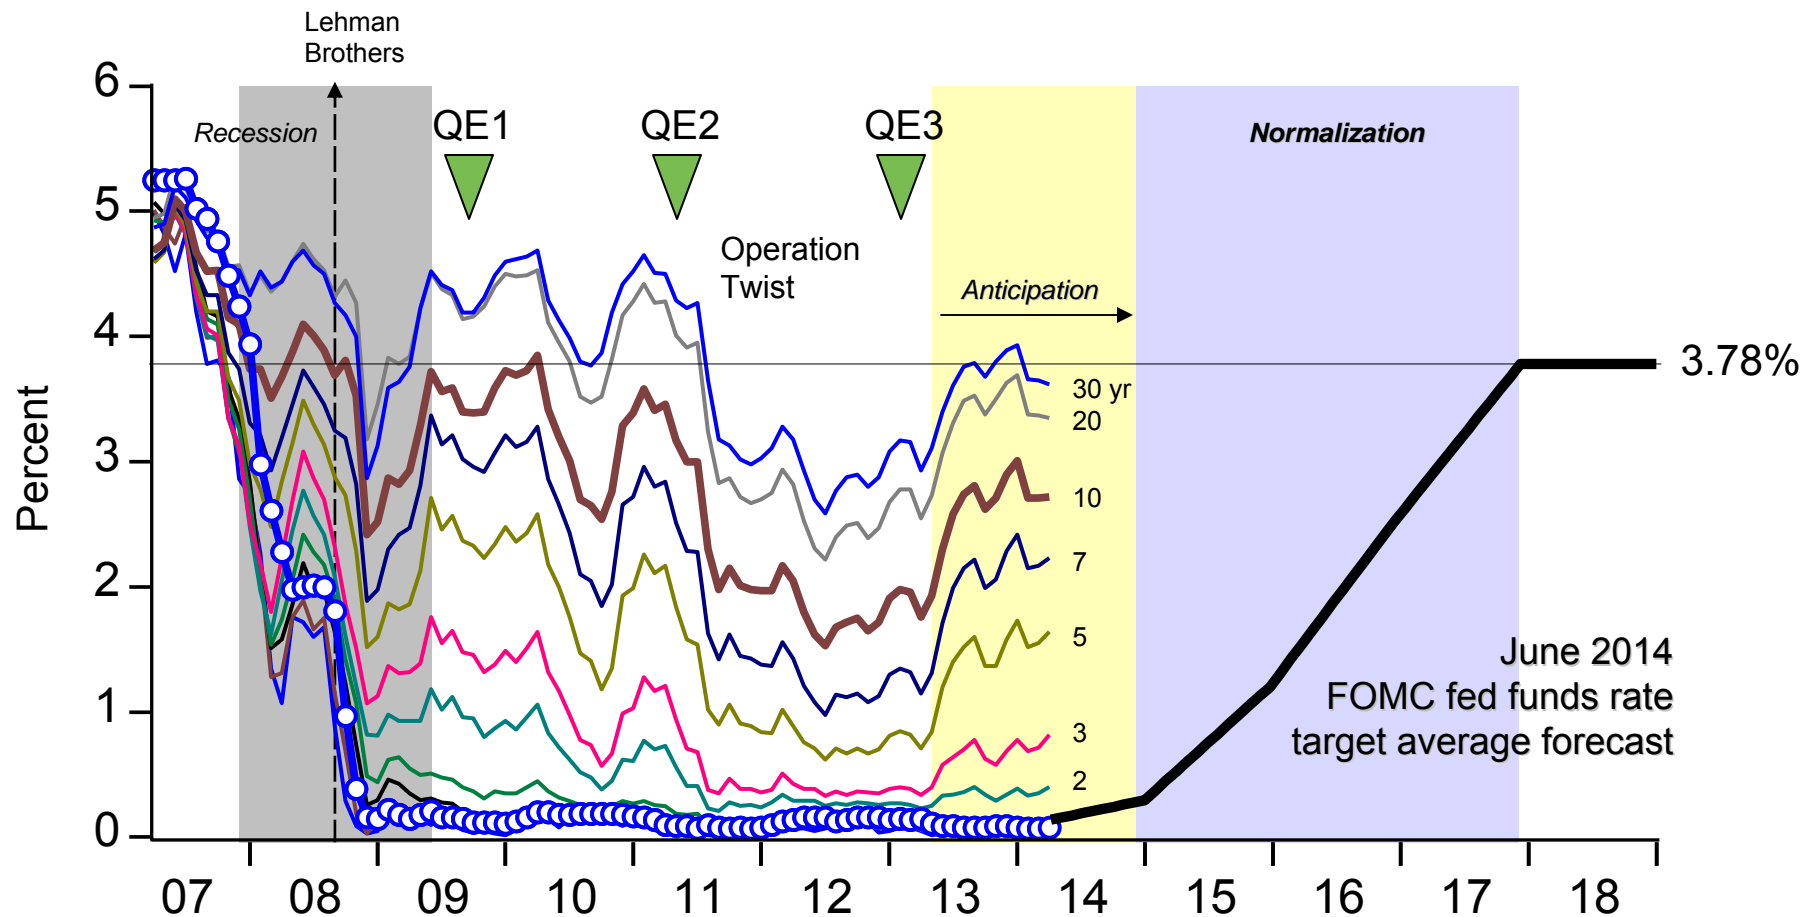 Lehman
Brothers
6
Recession
QE1
QE2
QE3
Normalization
5
Operation
Twist
Anticipation
4
3.78%
30 yr
20
Percent
3
10
7
2
5
June 2014
FOMC fed funds rate
target average forecast
1
3
2
0
07 08 09 10 11 12 13 14 15 16 17 18